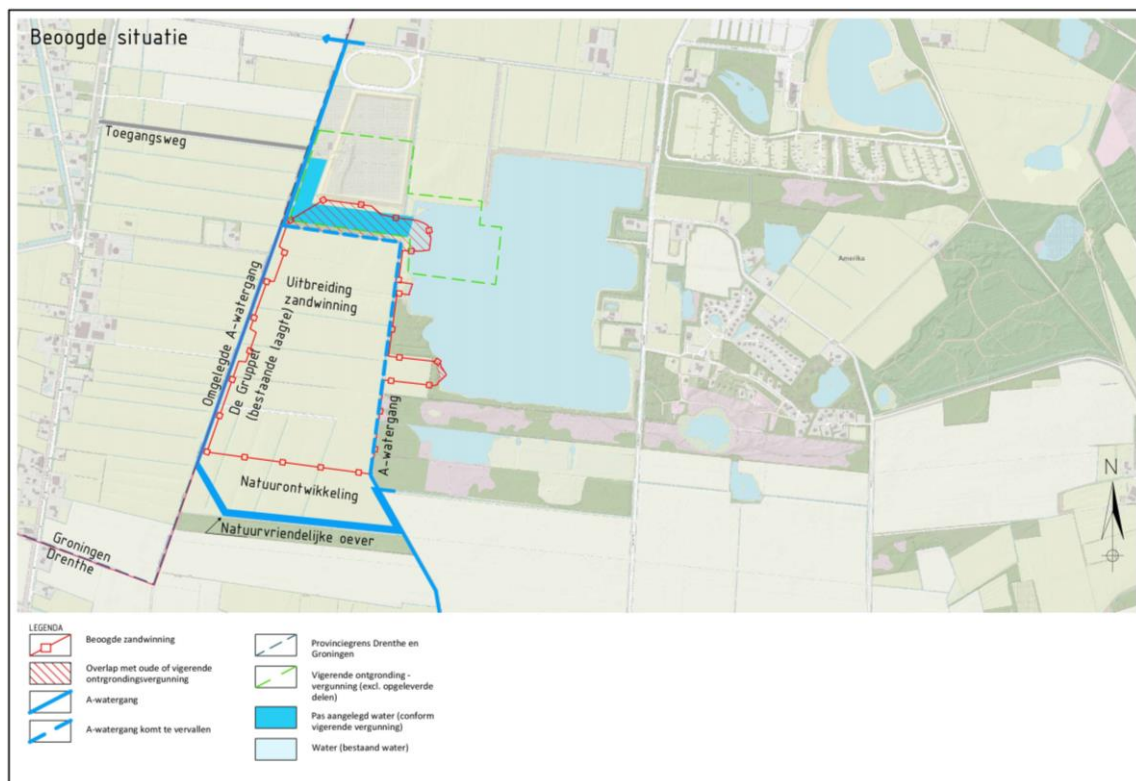 Beoogde situatie
Toegangsweg
Amerika
Omgelegde A-watergang
De Gruppel
(bestaande laagte)
Uitbreiding
zandwinning
A-watergang
Natuurontwikkeling
Natuurvriendelijke oever
Groningen
Drenthe
N
LEGENDA
Beoogde zandwinning
Overlap met oude of vigerende
ontrgrondingsvergunning
A-watergang
A-watergang komt te vervallen
Provinciegrens Drenthe en
Groningen
Vigerende ontgronding -
vergunning (excl. opgeleverde
delen)
Pas aangelegd water (conform
vigerende vergunning)
Water (bestaand water)